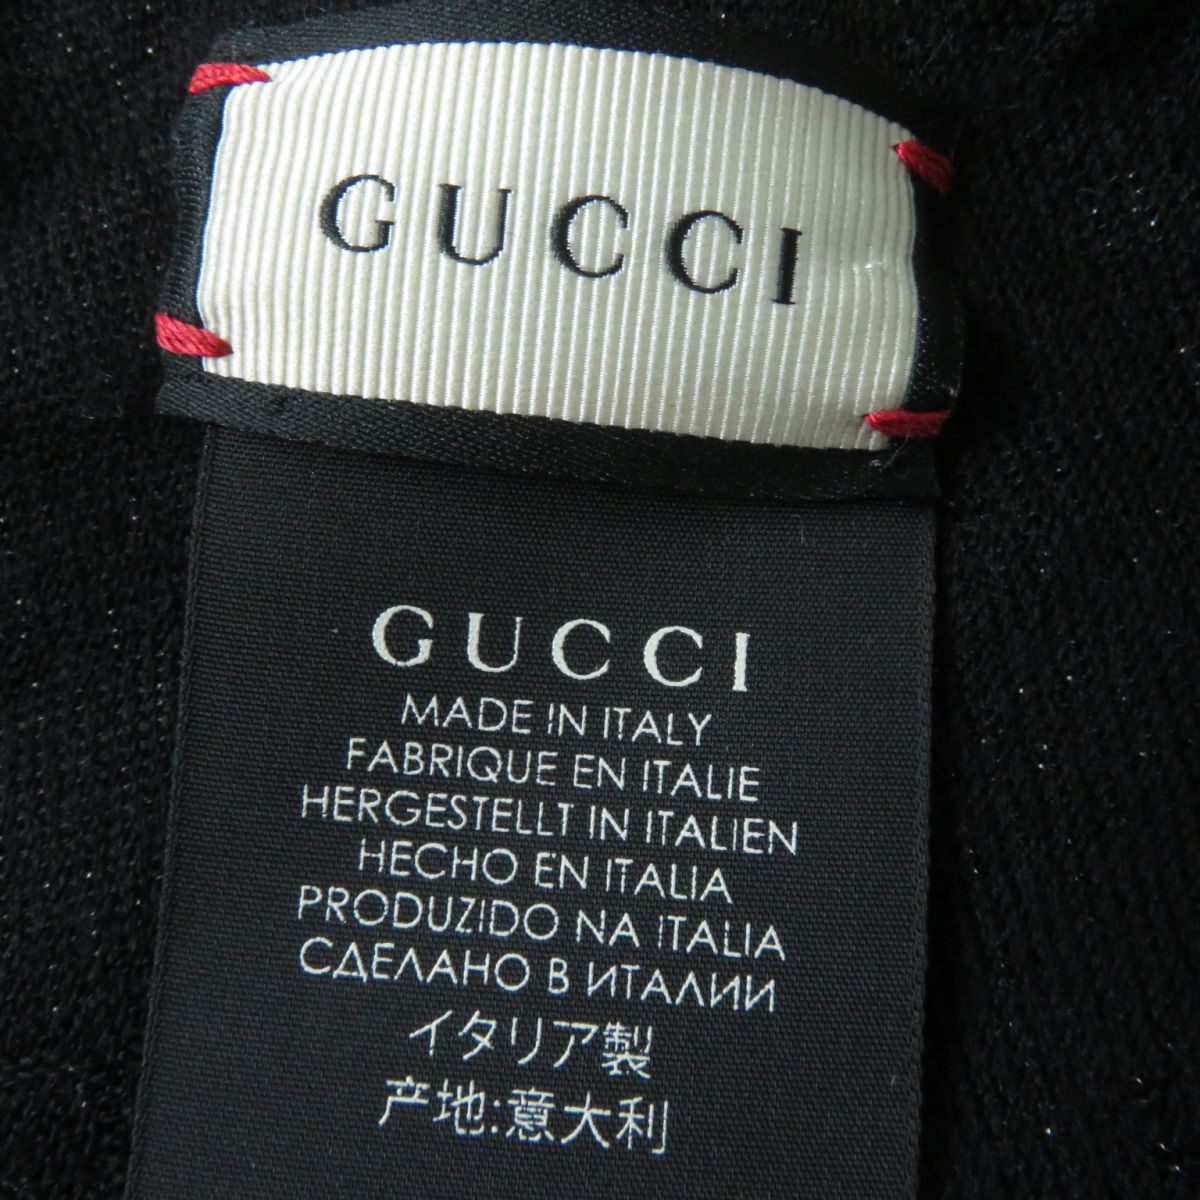 GUCCI
GUCCI
MADE IN ITALY
FABRIQUE EN ITALIE
HERGESTELLT IN ITALIEN
HECHO EN ITALIA
PRODUZIDO NA ITALIA
СДЕЛАНО В ИТАЛИИ
イタリア製
产地:意大利